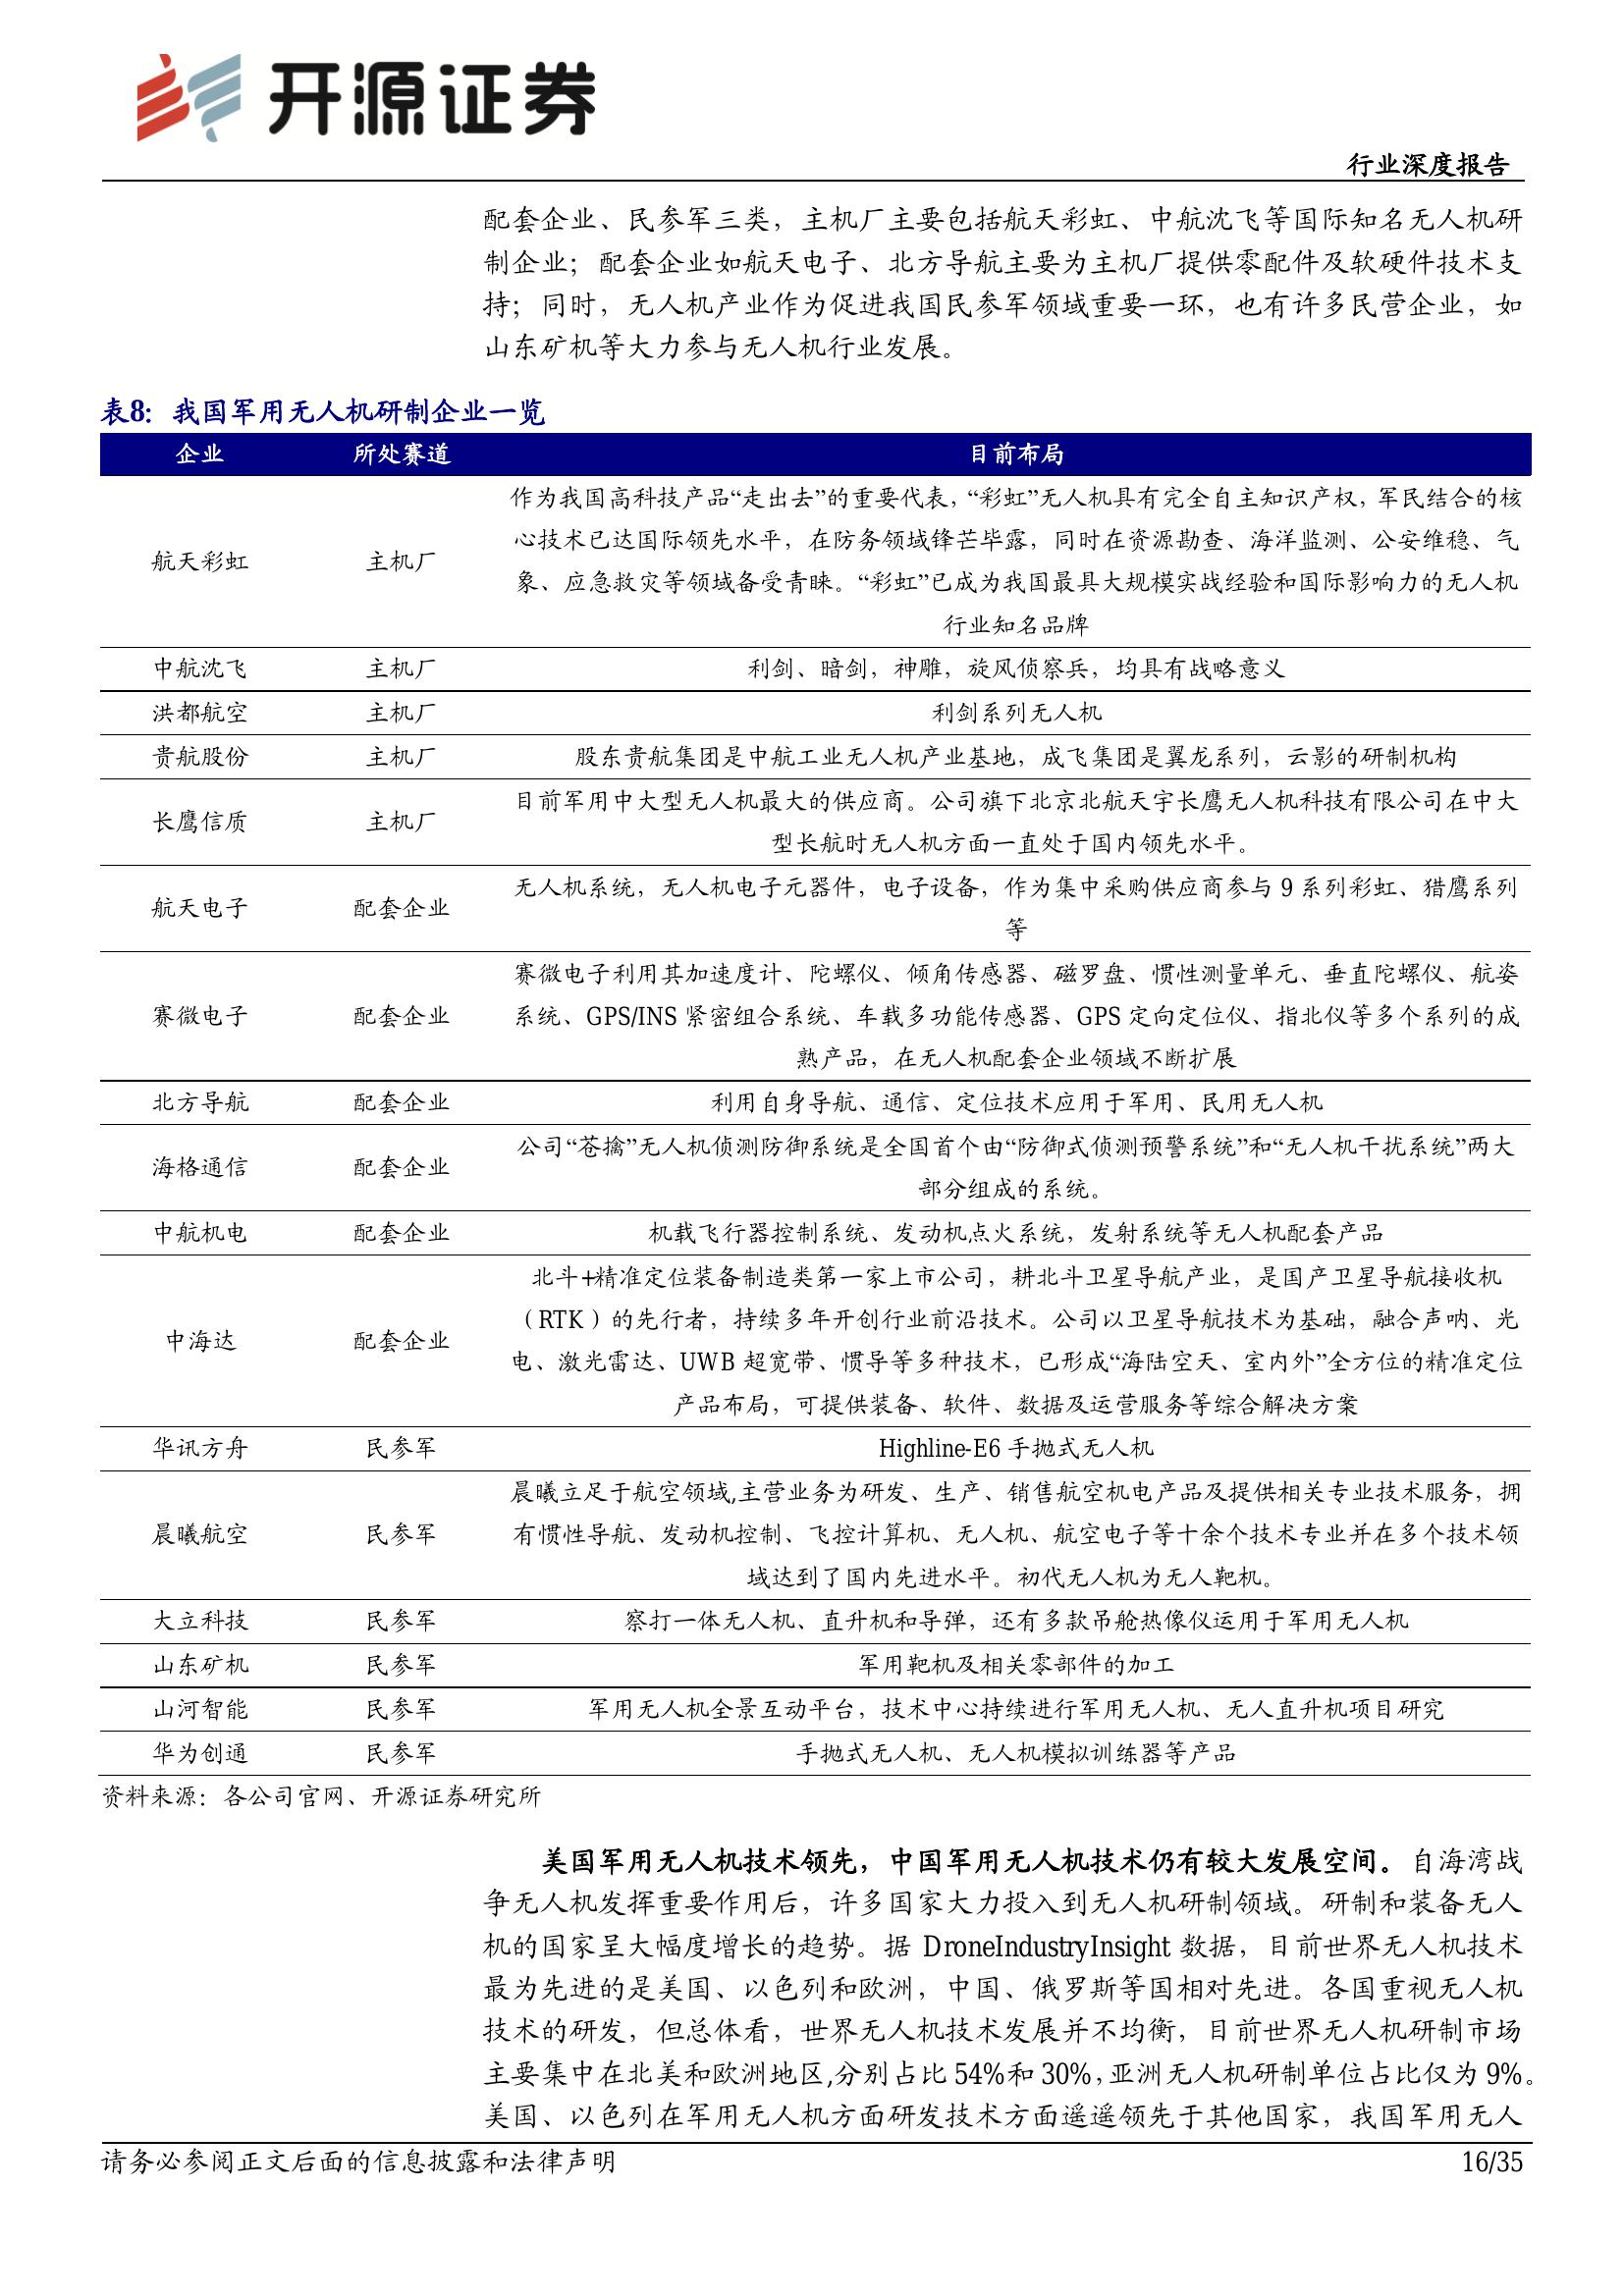 开源证券
行业深度报告
配套企业、民参军三类，主机厂主要包括航天彩虹、中航沈飞等国际知名无人机研
制企业；配套企业如航天电子、北方导航主要为主机厂提供零配件及软硬件技术支
持；同时，无人机产业作为促进我国民参军领域重要一环，也有许多民营企业，如
山东矿机等大力参与无人机行业发展。
表8：我国军用无人机研制企业一览
企业 所处赛道 目前布局
作为我国高科技产品“走出去”的重要代表，“彩虹”无人机具有完全自主知识产权，军民结合的核
心技术已达国际领先水平，在防务领域锋芒毕露，同时在资源勘查、海洋监测、公安维稳、气
航天彩虹 主机厂
象、应急救灾等领域备受青睐。“彩虹”已成为我国最具大规模实战经验和国际影响力的无人机
行业知名品牌
中航沈飞 主机厂 利剑、暗剑，神雕，旋风侦察兵，均具有战略意义
洪都航空 主机厂 利剑系列无人机
贵航股份 主机厂 股东贵航集团是中航工业无人机产业基地，成飞集团是翼龙系列，云影的研制机构
目前军用中大型无人机最大的供应商。公司旗下北京北航天宇长鹰无人机科技有限公司在中大
长鹰信质 主机厂
型长航时无人机方面一直处于国内领先水平。
无人机系统，无人机电子元器件，电子设备，作为集中采购供应商参与 9 系列彩虹、猎鹰系列
航天电子 配套企业
等
赛微电子利用其加速度计、陀螺仪、倾角传感器、磁罗盘、惯性测量单元、垂直陀螺仪、航姿
赛微电子 配套企业 系统、GPS/INS 紧密组合系统、车载多功能传感器、GPS 定向定位仪、指北仪等多个系列的成
熟产品，在无人机配套企业领域不断扩展
北方导航 配套企业 利用自身导航、通信、定位技术应用于军用、民用无人机
公司“苍擒”无人机侦测防御系统是全国首个由“防御式侦测预警系统”和“无人机干扰系统”两大
海格通信 配套企业
部分组成的系统。
中航机电 配套企业 机载飞行器控制系统、发动机点火系统，发射系统等无人机配套产品
北斗+精准定位装备制造类第一家上市公司，耕北斗卫星导航产业，是国产卫星导航接收机
（RTK）的先行者，持续多年开创行业前沿技术。公司以卫星导航技术为基础，融合声呐、光
中海达 配套企业
电、激光雷达、UWB 超宽带、惯导等多种技术，已形成“海陆空天、室内外”全方位的精准定位
产品布局，可提供装备、软件、数据及运营服务等综合解决方案
华讯方舟 民参军 Highline-E6 手抛式无人机
晨曦立足于航空领域,主营业务为研发、生产、销售航空机电产品及提供相关专业技术服务，拥
晨曦航空 民参军 有惯性导航、发动机控制、飞控计算机、无人机、航空电子等十余个技术专业并在多个技术领
域达到了国内先进水平。初代无人机为无人靶机。
大立科技 民参军 察打一体无人机、直升机和导弹，还有多款吊舱热像仪运用于军用无人机
山东矿机 民参军 军用靶机及相关零部件的加工
山河智能 民参军 军用无人机全景互动平台，技术中心持续进行军用无人机、无人直升机项目研究
华为创通 民参军 手抛式无人机、无人机模拟训练器等产品
资料来源：各公司官网、开源证券研究所
美国军用无人机技术领先，中国军用无人机技术仍有较大发展空间。自海湾战
争无人机发挥重要作用后，许多国家大力投入到无人机研制领域。研制和装备无人
机的国家呈大幅度增长的趋势。据 DroneIndustryInsight 数据，目前世界无人机技术
最为先进的是美国、以色列和欧洲，中国、俄罗斯等国相对先进。各国重视无人机
技术的研发，但总体看，世界无人机技术发展并不均衡，目前世界无人机研制市场
主要集中在北美和欧洲地区,分别占比 54%和 30%，亚洲无人机研制单位占比仅为 9%。
美国、以色列在军用无人机方面研发技术方面遥遥领先于其他国家，我国军用无人
请务必参阅正文后面的信息披露和法律声明 16/35